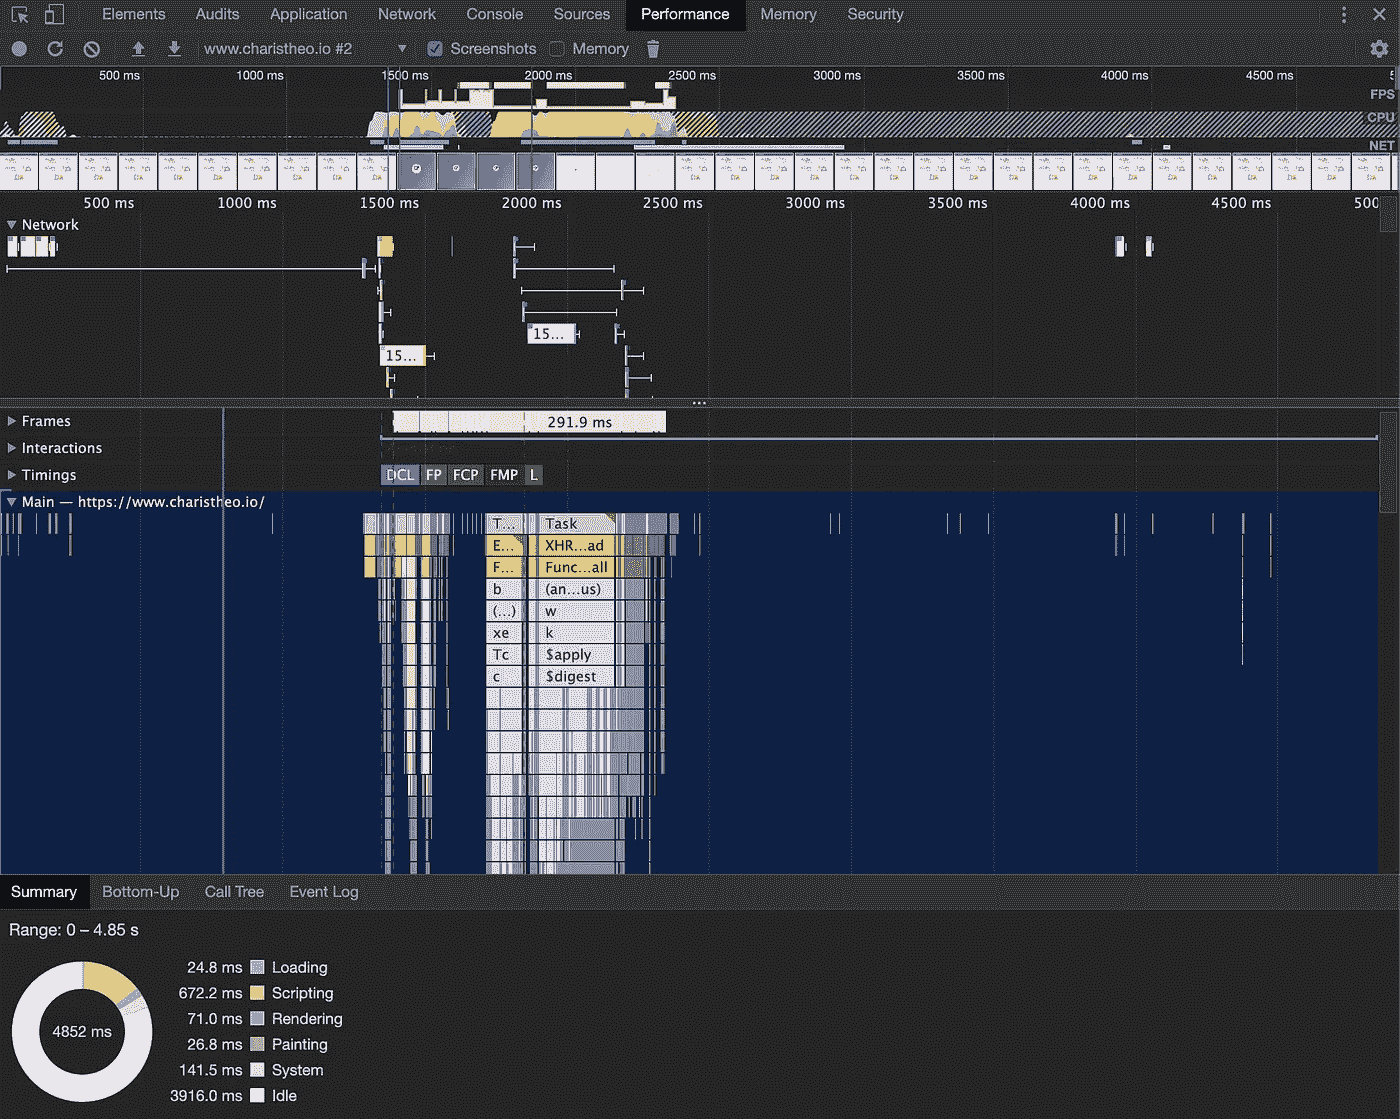 Elements Audits Application Network Console Sources Performance Memory Security
www.charistheo.io #2 Screenshots Memory
500 ms 1000 ms 1500 ms 2000 ms 2500 ms 3000 ms 3500 ms 4000 ms 4500 ms 5
FPS
CPU
NET
500 ms 1000 ms 1500 ms 2000 ms 2500 ms 3000 ms 3500 ms 4000 ms 4500 ms 500
Network
15...
15...
Frames 291.9 ms
Interactions
Timings DCL FP FCP FMP L
Main — https://www.charistheo.io/
T... Task
E... XHR...ad
F... Func...all
b (an...us)
(...) w
xe k
Tc $apply
c $digest
Summary Bottom-Up Call Tree Event Log
Range: 0 – 4.85 s
24.8 ms Loading
672.2 ms Scripting
71.0 ms Rendering
4852 ms
26.8 ms Painting
141.5 ms System
3916.0 ms Idle